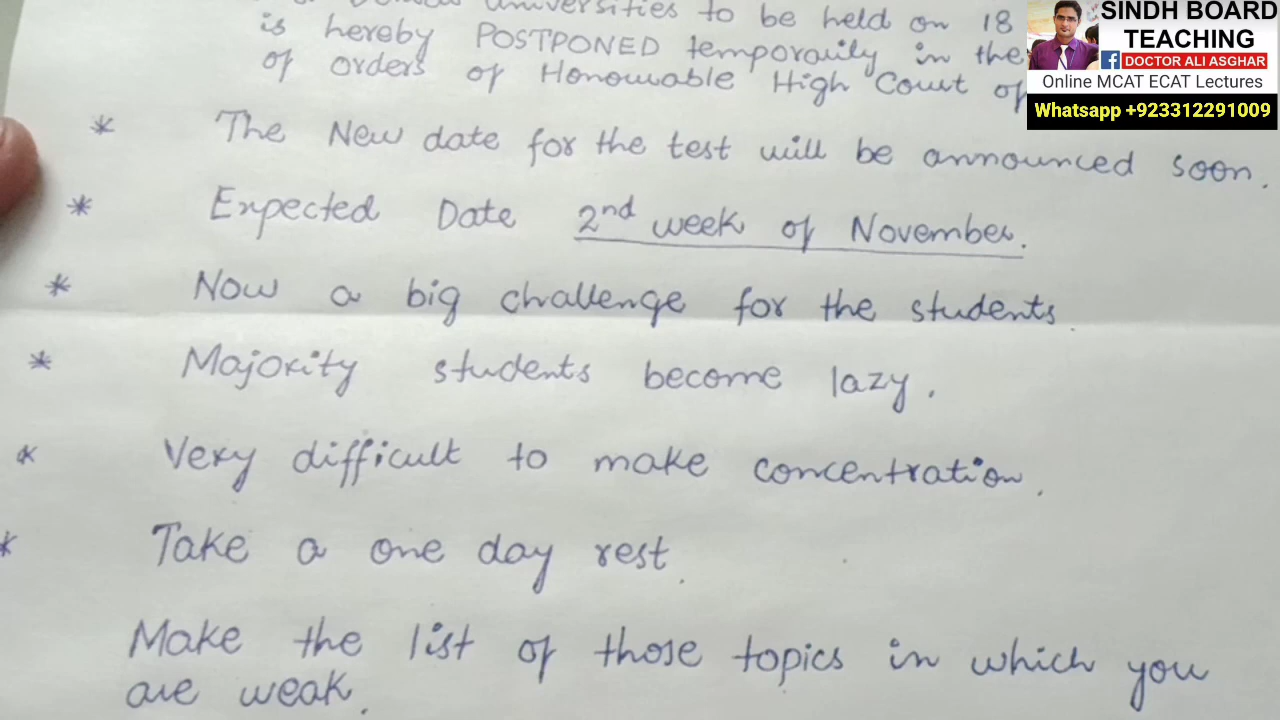 Universities to be held on 18
is hereby POSTPONED temporarily in the
of orders of Honourable High Court of
* The New date for the test will be announced soon.
* Expected Date 2nd week of November.
* Now a big challenge for the students.
* Majority students become lazy.
* Very difficult to make concentration.
* Take a one day rest.
Make the list of those topics in which you
are weak.
SINDH BOARD
TEACHING
f DOCTOR ALI ASGHAR
Online MCAT ECAT Lectures
Whatsapp +923312291009